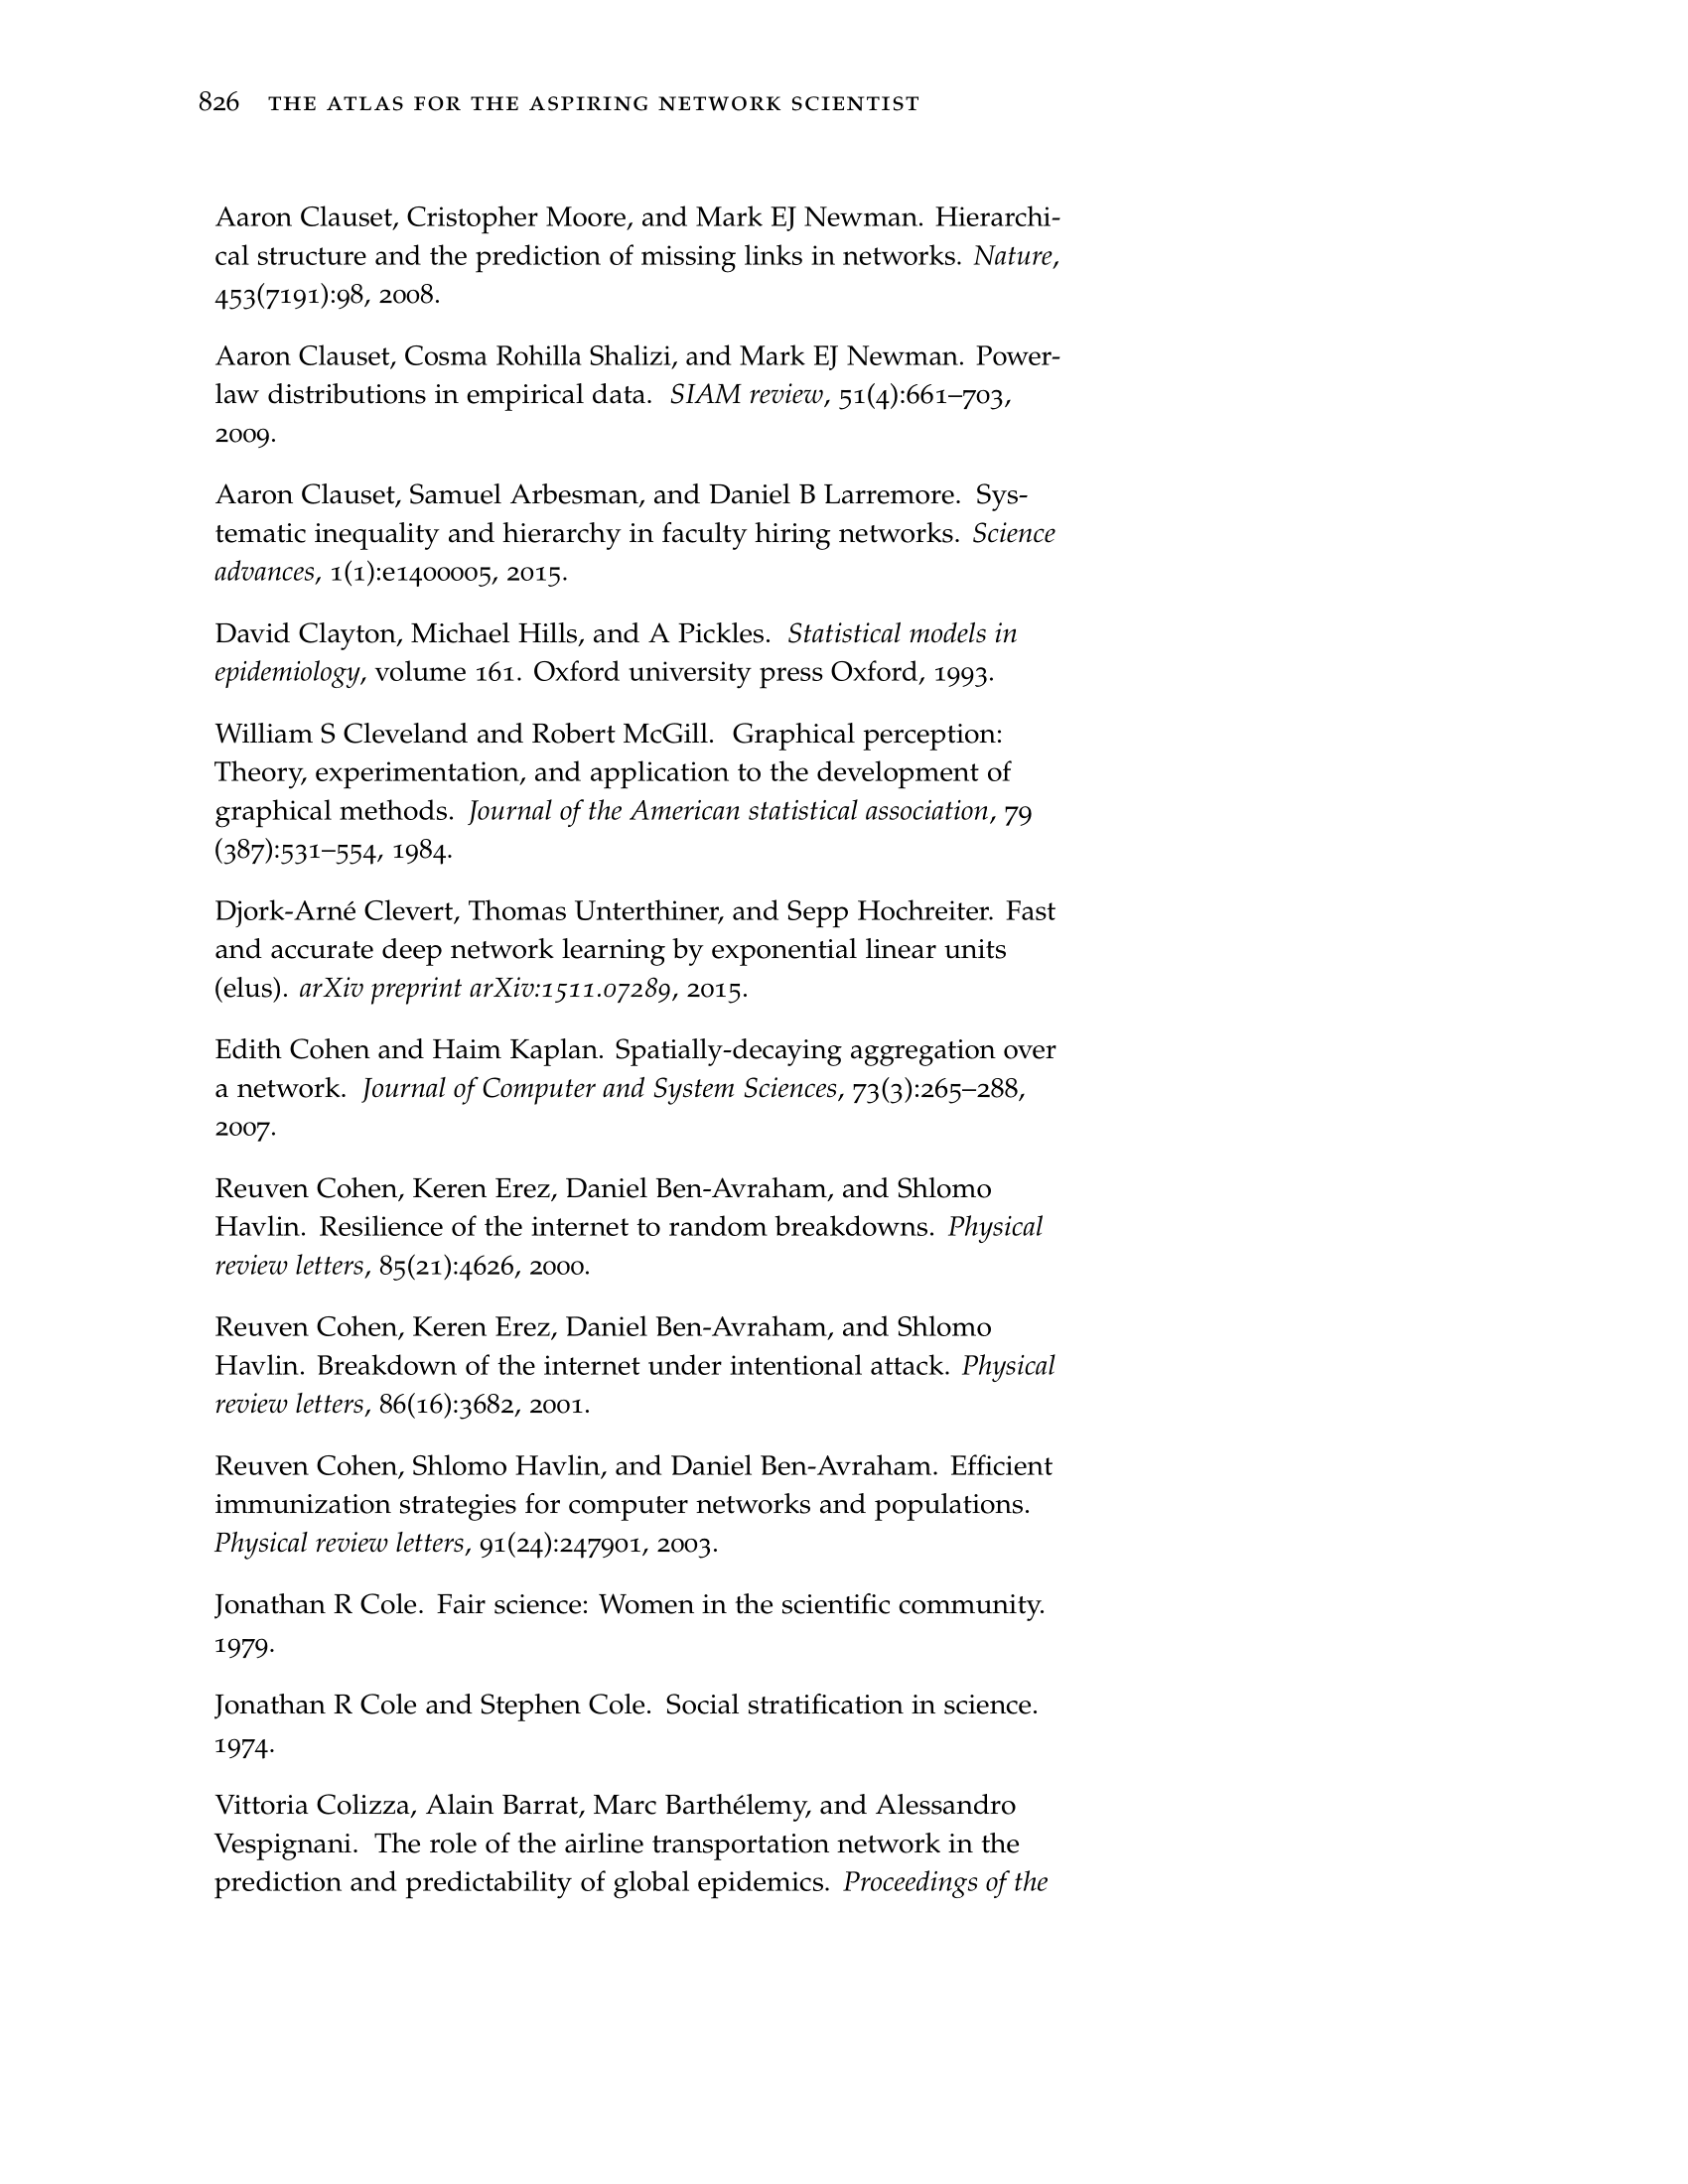 826 THE ATLAS FOR THE ASPIRING NETWORK SCIENTIST
Aaron Clauset, Cristopher Moore, and Mark EJ Newman. Hierarchi-
cal structure and the prediction of missing links in networks. Nature,
453(7191):98, 2008.
Aaron Clauset, Cosma Rohilla Shalizi, and Mark EJ Newman. Power-
law distributions in empirical data. SIAM review, 51(4):661–703,
2009.
Aaron Clauset, Samuel Arbesman, and Daniel B Larremore. Sys-
tematic inequality and hierarchy in faculty hiring networks. Science
advances, 1(1):e1400005, 2015.
David Clayton, Michael Hills, and A Pickles. Statistical models in
epidemiology, volume 161. Oxford university press Oxford, 1993.
William S Cleveland and Robert McGill. Graphical perception:
Theory, experimentation, and application to the development of
graphical methods. Journal of the American statistical association, 79
(387):531–554, 1984.
Djork-Arné Clevert, Thomas Unterthiner, and Sepp Hochreiter. Fast
and accurate deep network learning by exponential linear units
(elus). arXiv preprint arXiv:1511.07289, 2015.
Edith Cohen and Haim Kaplan. Spatially-decaying aggregation over
a network. Journal of Computer and System Sciences, 73(3):265–288,
2007.
Reuven Cohen, Keren Erez, Daniel Ben-Avraham, and Shlomo
Havlin. Resilience of the internet to random breakdowns. Physical
review letters, 85(21):4626, 2000.
Reuven Cohen, Keren Erez, Daniel Ben-Avraham, and Shlomo
Havlin. Breakdown of the internet under intentional attack. Physical
review letters, 86(16):3682, 2001.
Reuven Cohen, Shlomo Havlin, and Daniel Ben-Avraham. Efficient
immunization strategies for computer networks and populations.
Physical review letters, 91(24):247901, 2003.
Jonathan R Cole. Fair science: Women in the scientific community.
1979.
Jonathan R Cole and Stephen Cole. Social stratification in science.
1974.
Vittoria Colizza, Alain Barrat, Marc Barthélemy, and Alessandro
Vespignani. The role of the airline transportation network in the
prediction and predictability of global epidemics. Proceedings of the